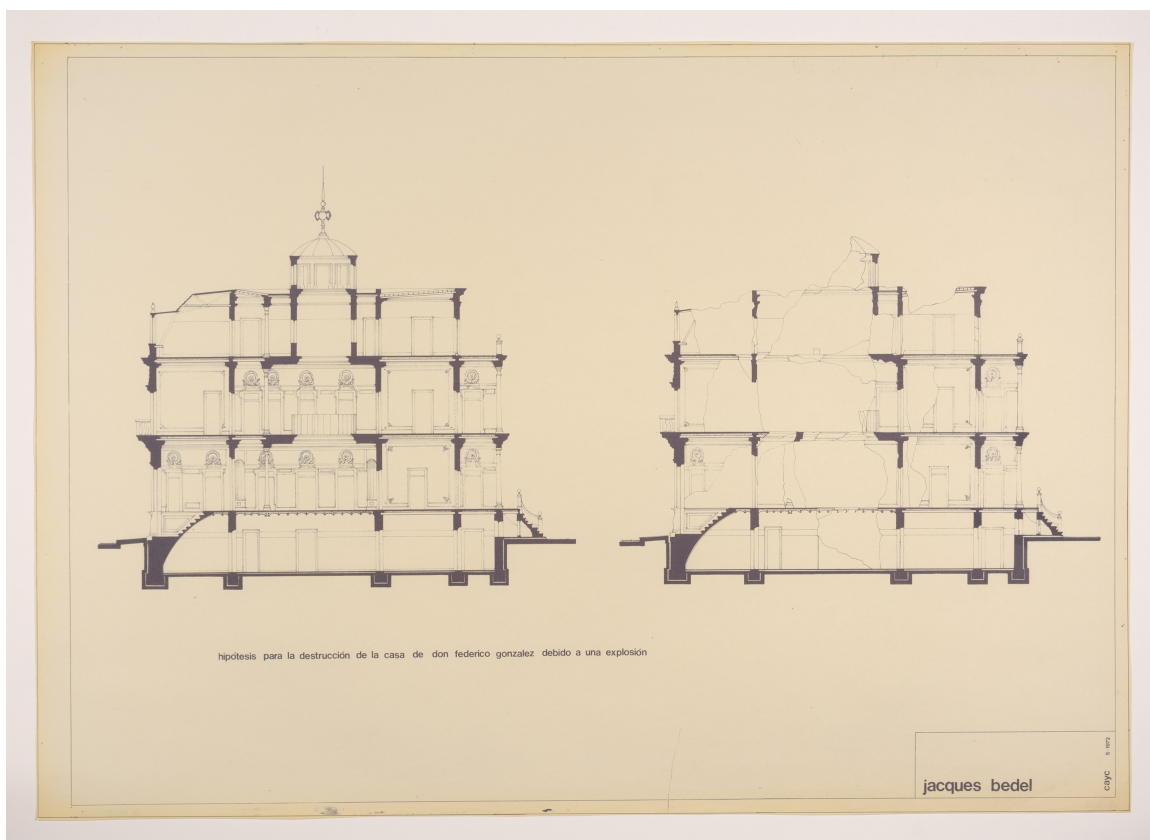 hipótesis para la destrucción de la casa de don federico gonzalez debido a una explosión
jacques bedel
cayc